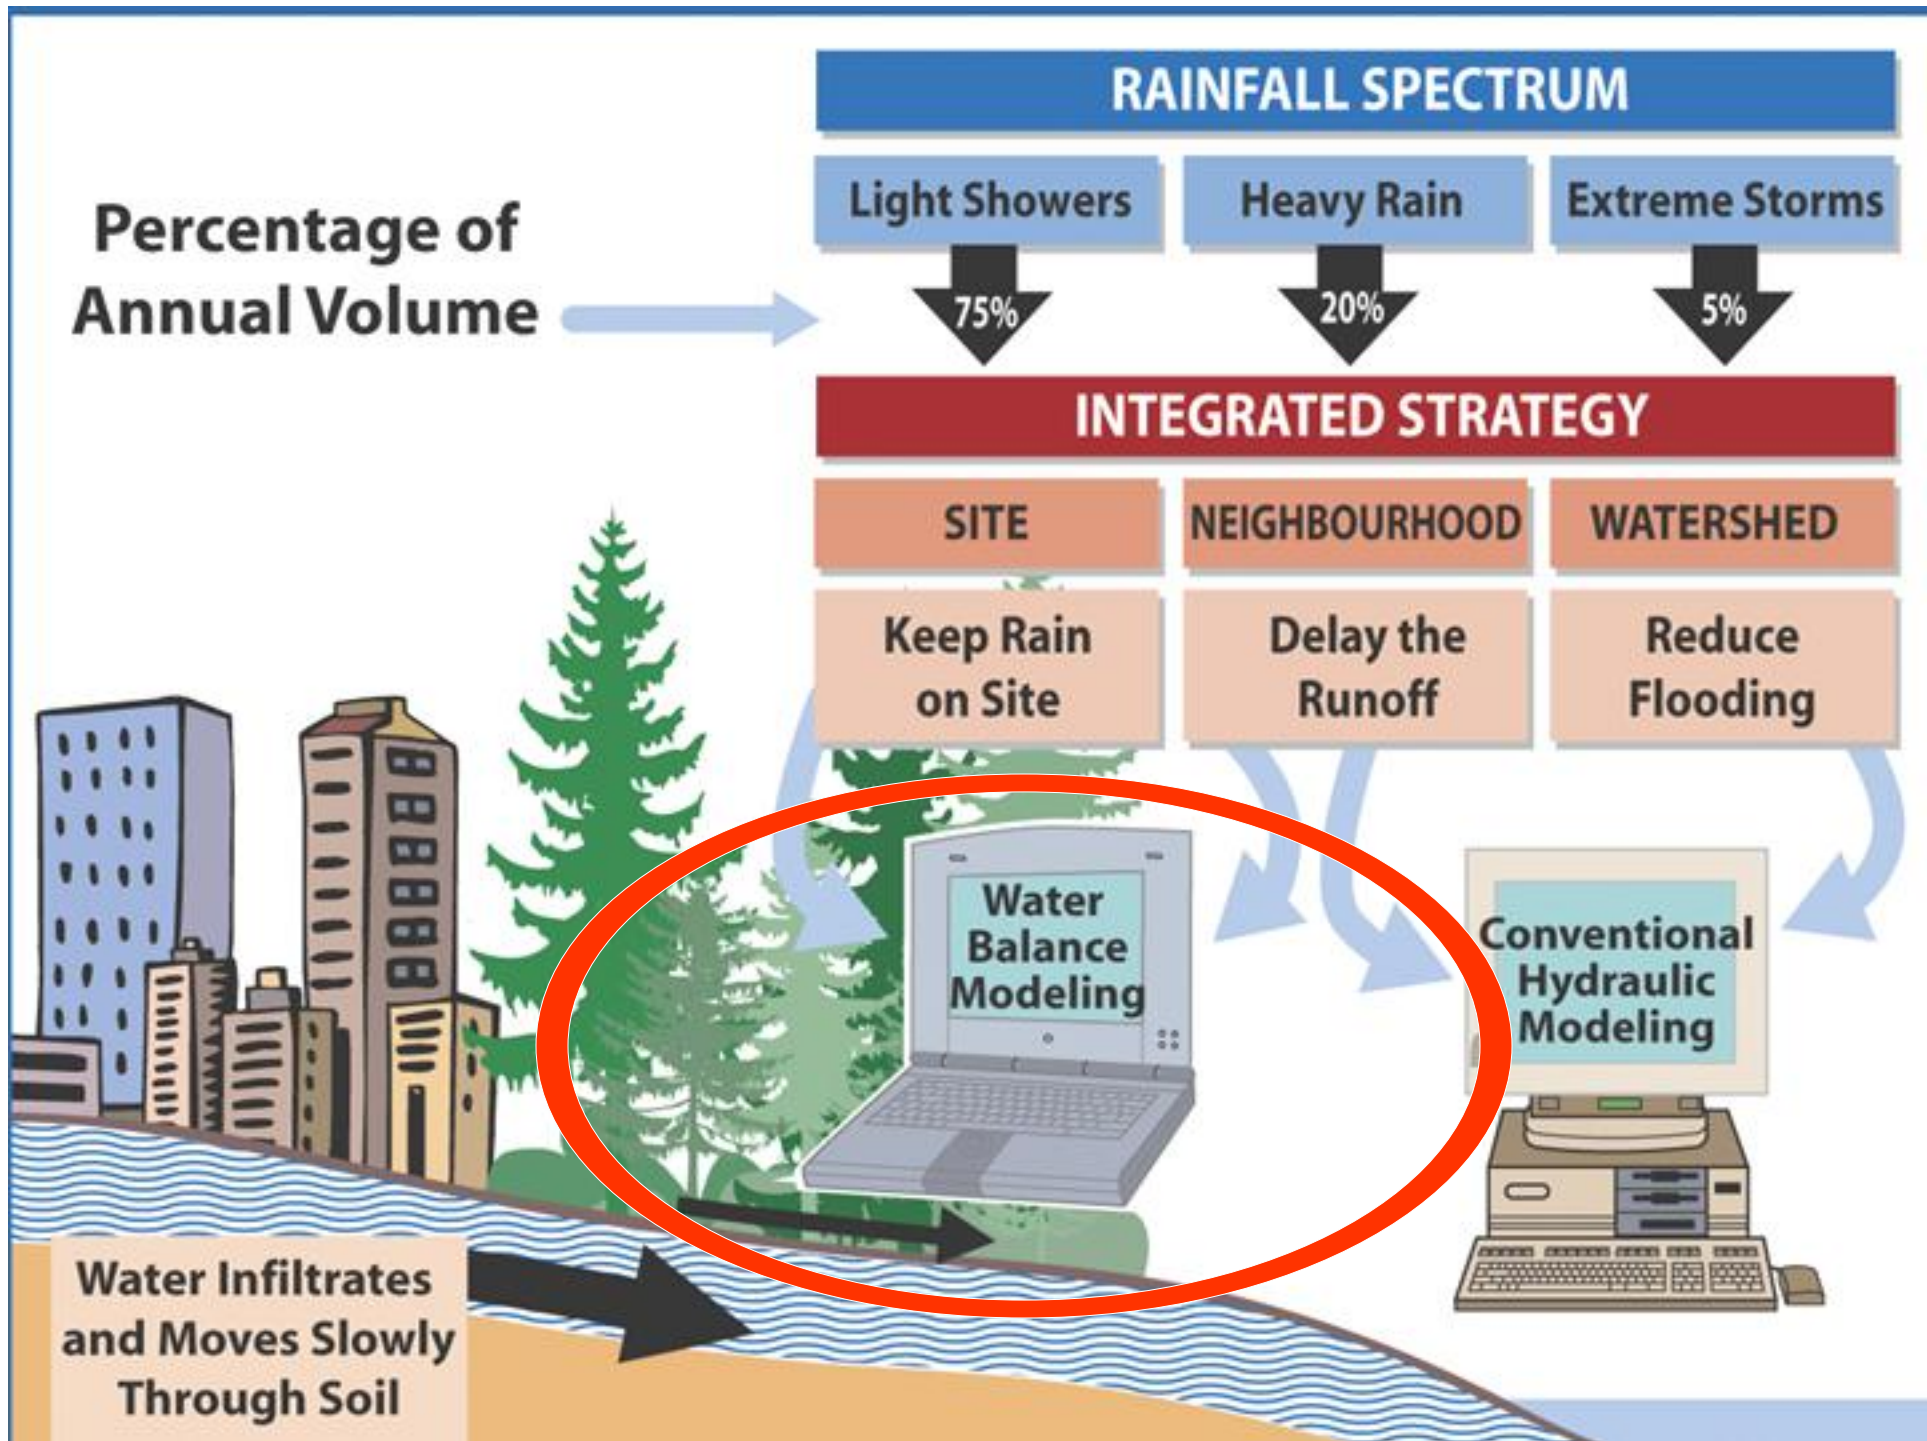 RAINFALL SPECTRUM
Light Showers
Heavy Rain
Extreme Storms
Percentage of
Annual Volume
75%
20%
5%
INTEGRATED STRATEGY
SITE
NEIGHBOURHOOD
WATERSHED
Keep Rain
on Site
Delay the
Runoff
Reduce
Flooding
Water
Balance
Modeling
Conventional
Hydraulic
Modeling
Water Infiltrates
and Moves Slowly
Through Soil